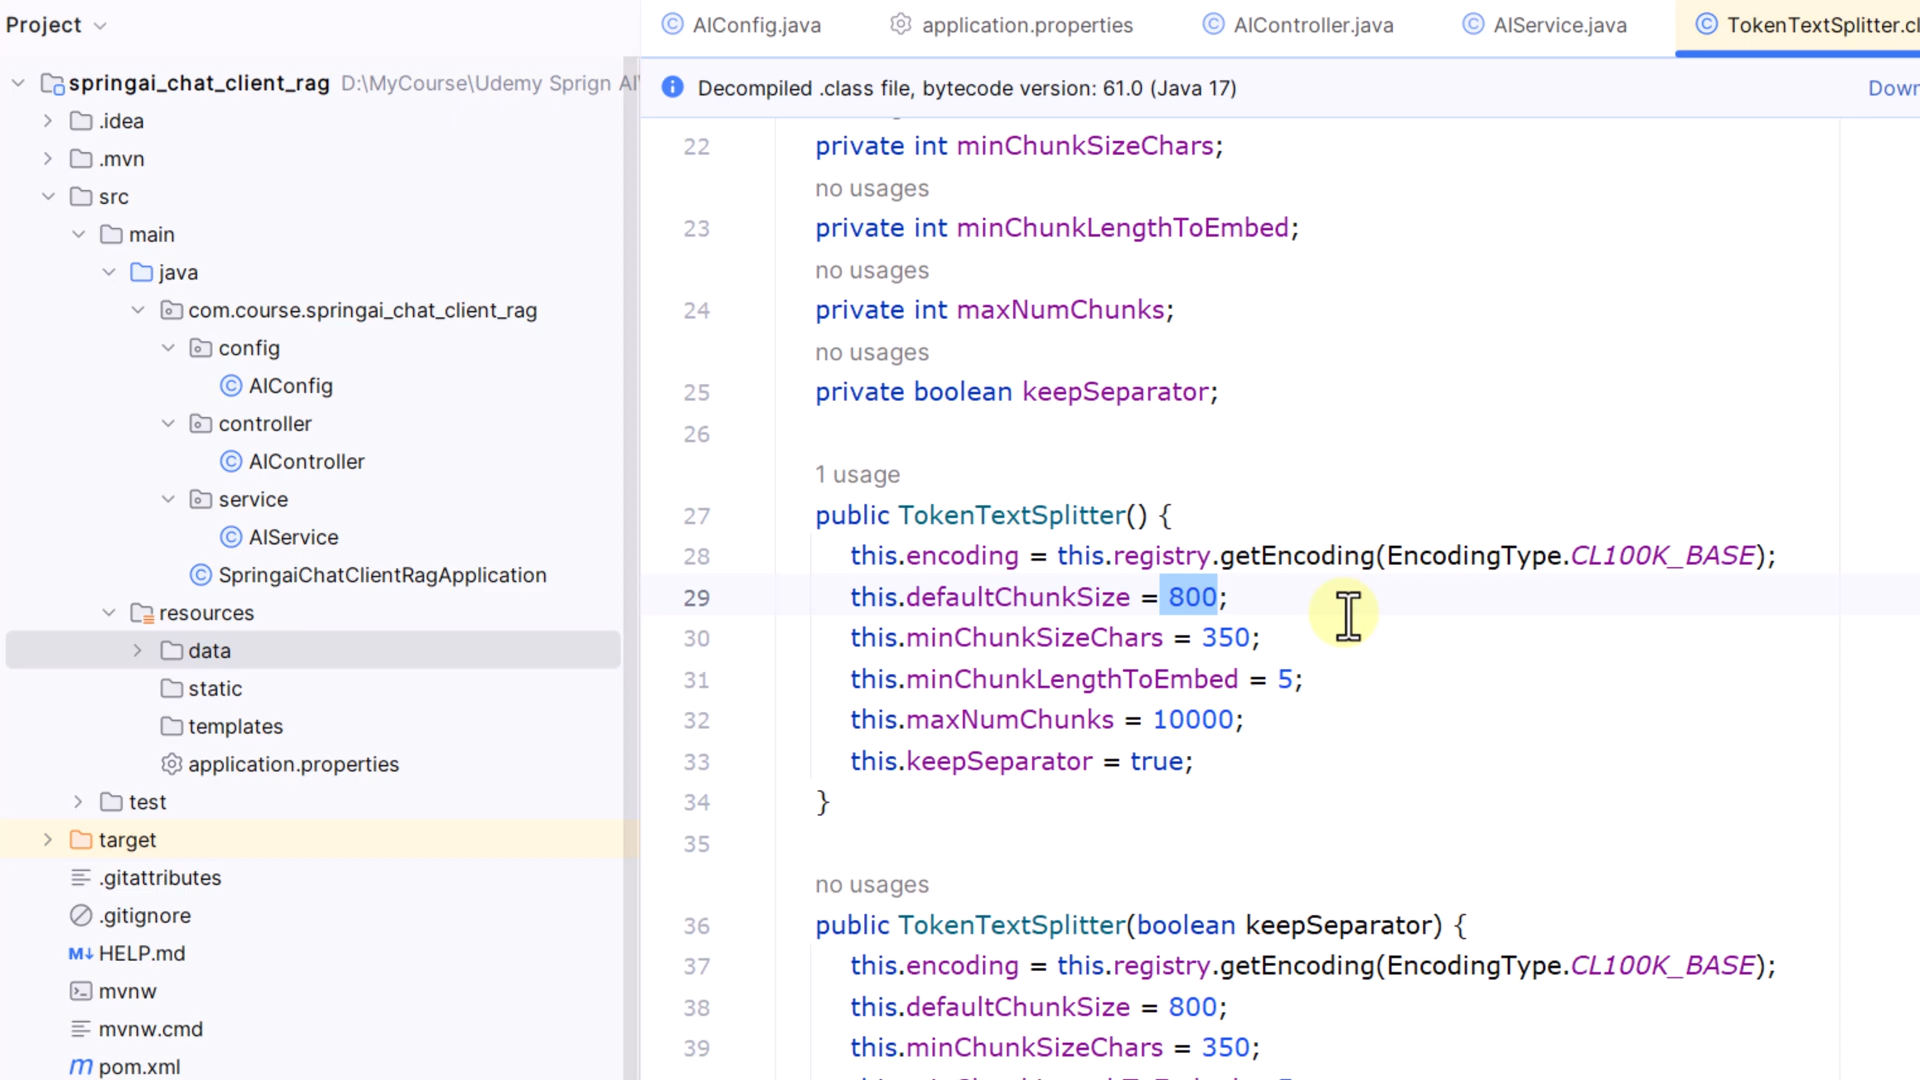 Project
springai_chat_client_rag D:\MyCourse\Udemy Sprign AI\
.idea
.mvn
src
main
java
com.course.springai_chat_client_rag
config
AIConfig
controller
AIController
service
AIService
SpringaiChatClientRagApplication
resources
data
static
templates
application.properties
test
target
.gitattributes
.gitignore
M↓ HELP.md
mvnw
mvnw.cmd
m pom.xml
AIConfig.java application.properties AIController.java AIService.java TokenTextSplitter.cl
Decompiled .class file, bytecode version: 61.0 (Java 17) Down
22 private int minChunkSizeChars;
no usages
23 private int minChunkLengthToEmbed;
no usages
24 private int maxNumChunks;
no usages
25 private boolean keepSeparator;
26
1 usage
27 public TokenTextSplitter() {
28 this.encoding = this.registry.getEncoding(EncodingType.CL100K_BASE);
29 this.defaultChunkSize = 800;
30 this.minChunkSizeChars = 350;
31 this.minChunkLengthToEmbed = 5;
32 this.maxNumChunks = 10000;
33 this.keepSeparator = true;
34 }
35
no usages
36 public TokenTextSplitter(boolean keepSeparator) {
37 this.encoding = this.registry.getEncoding(EncodingType.CL100K_BASE);
38 this.defaultChunkSize = 800;
39 this.minChunkSizeChars = 350;